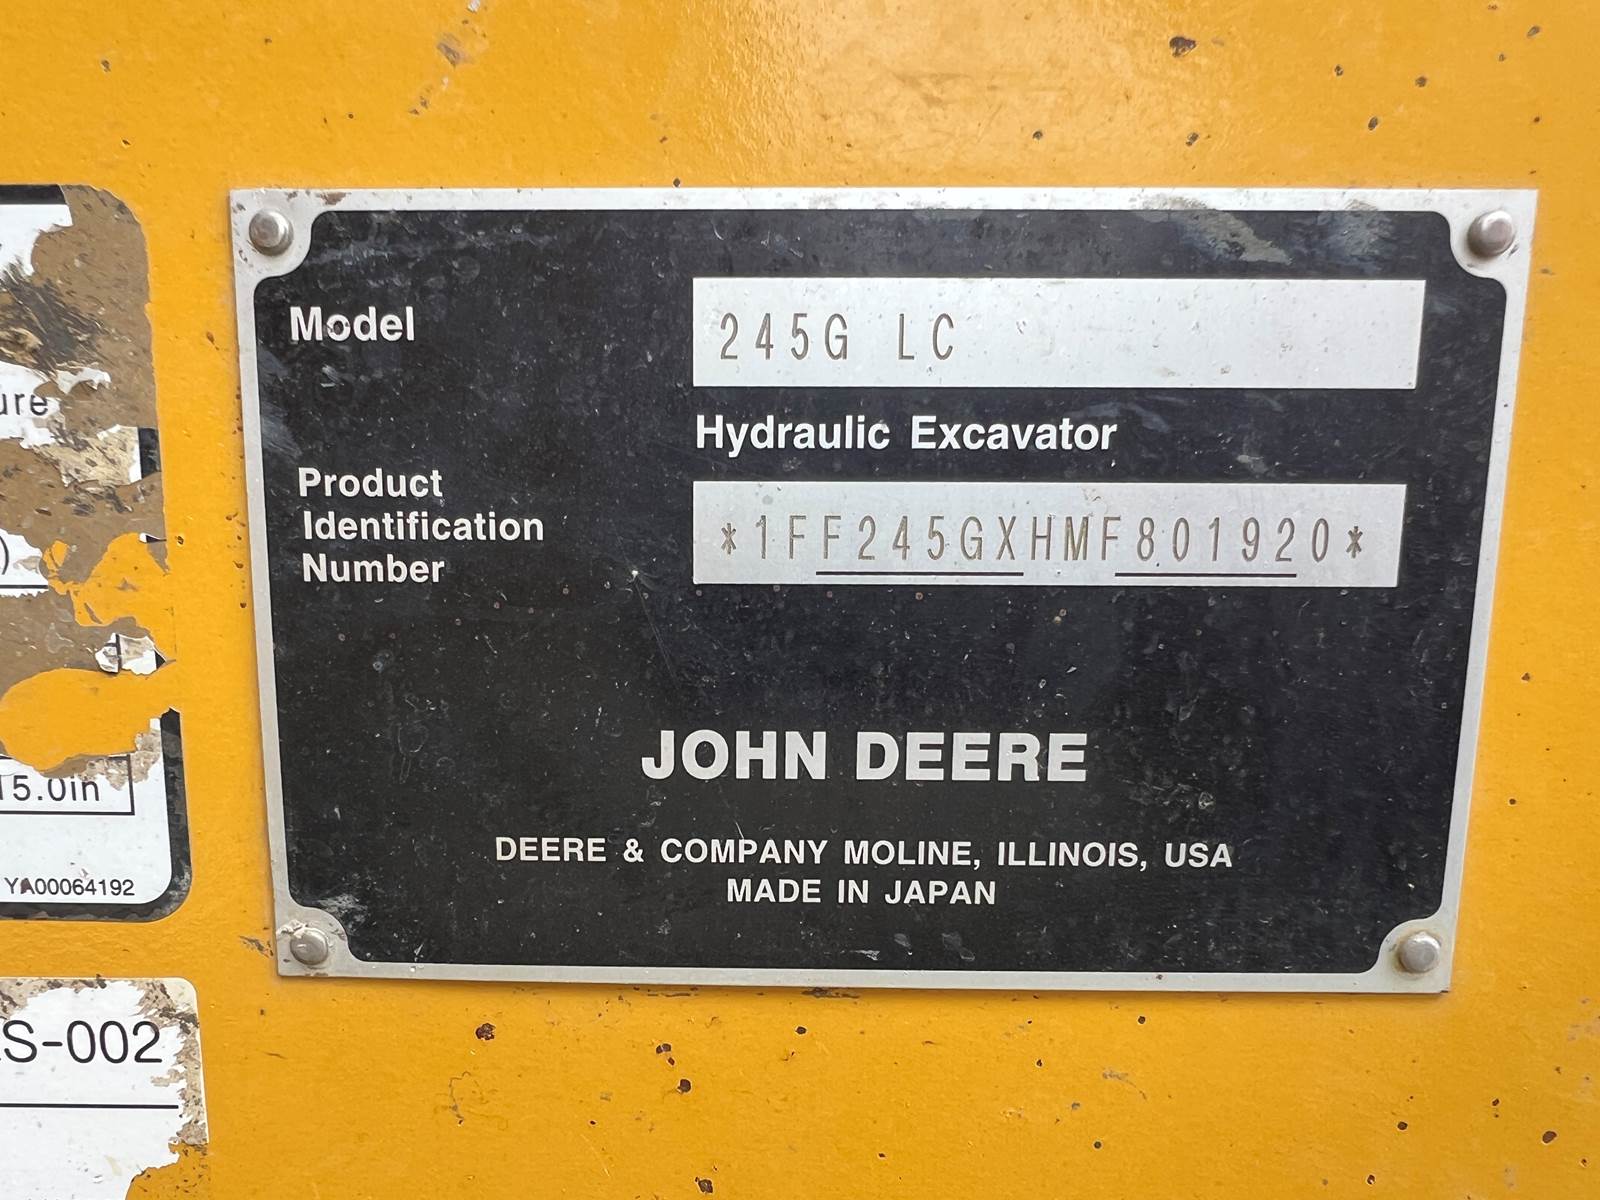 Model
245G LC
Hydraulic Excavator
Product
Identification
Number
*1FF245GXHMF801920*
JOHN DEERE
DEERE & COMPANY MOLINE, ILLINOIS, USA
MADE IN JAPAN
ure
)
15.0in
YA00064192
S-002